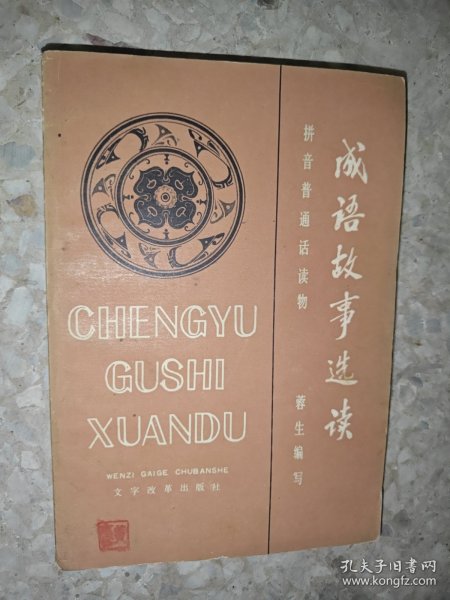 成语故事选读
拼音普通话读物
蓉生编写
CHENGYU
GUSHI
XUANDU
WENZI GAIGE CHUBANSHE
文字改革出版社
孔夫子旧书网
www.kongfz.com